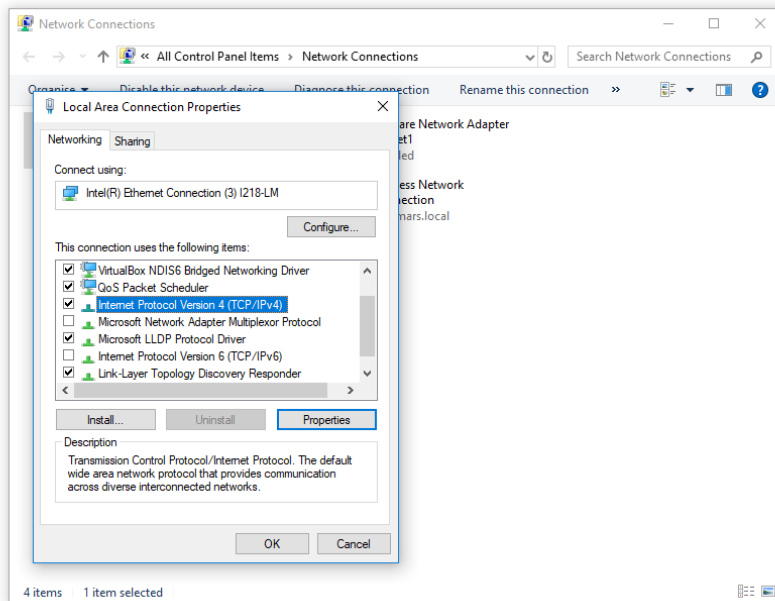 Network Connections
« All Control Panel Items › Network Connections
Search Network Connections
Organise Disable this network device Diagnose this connection Rename this connection »
Local Area Connection Properties
Networking Sharing
Connect using:
Intel(R) Ethernet Connection (3) I218-LM
Configure...
This connection uses the following items:
VirtualBox NDIS6 Bridged Networking Driver
QoS Packet Scheduler
Internet Protocol Version 4 (TCP/IPv4)
Microsoft Network Adapter Multiplexor Protocol
Microsoft LLDP Protocol Driver
Internet Protocol Version 6 (TCP/IPv6)
Link-Layer Topology Discovery Responder
Install... Uninstall Properties
Description
Transmission Control Protocol/Internet Protocol. The default
wide area network protocol that provides communication
across diverse interconnected networks.
OK Cancel
are Network Adapter
et1
led
ess Network
nection
mars.local
4 items 1 item selected